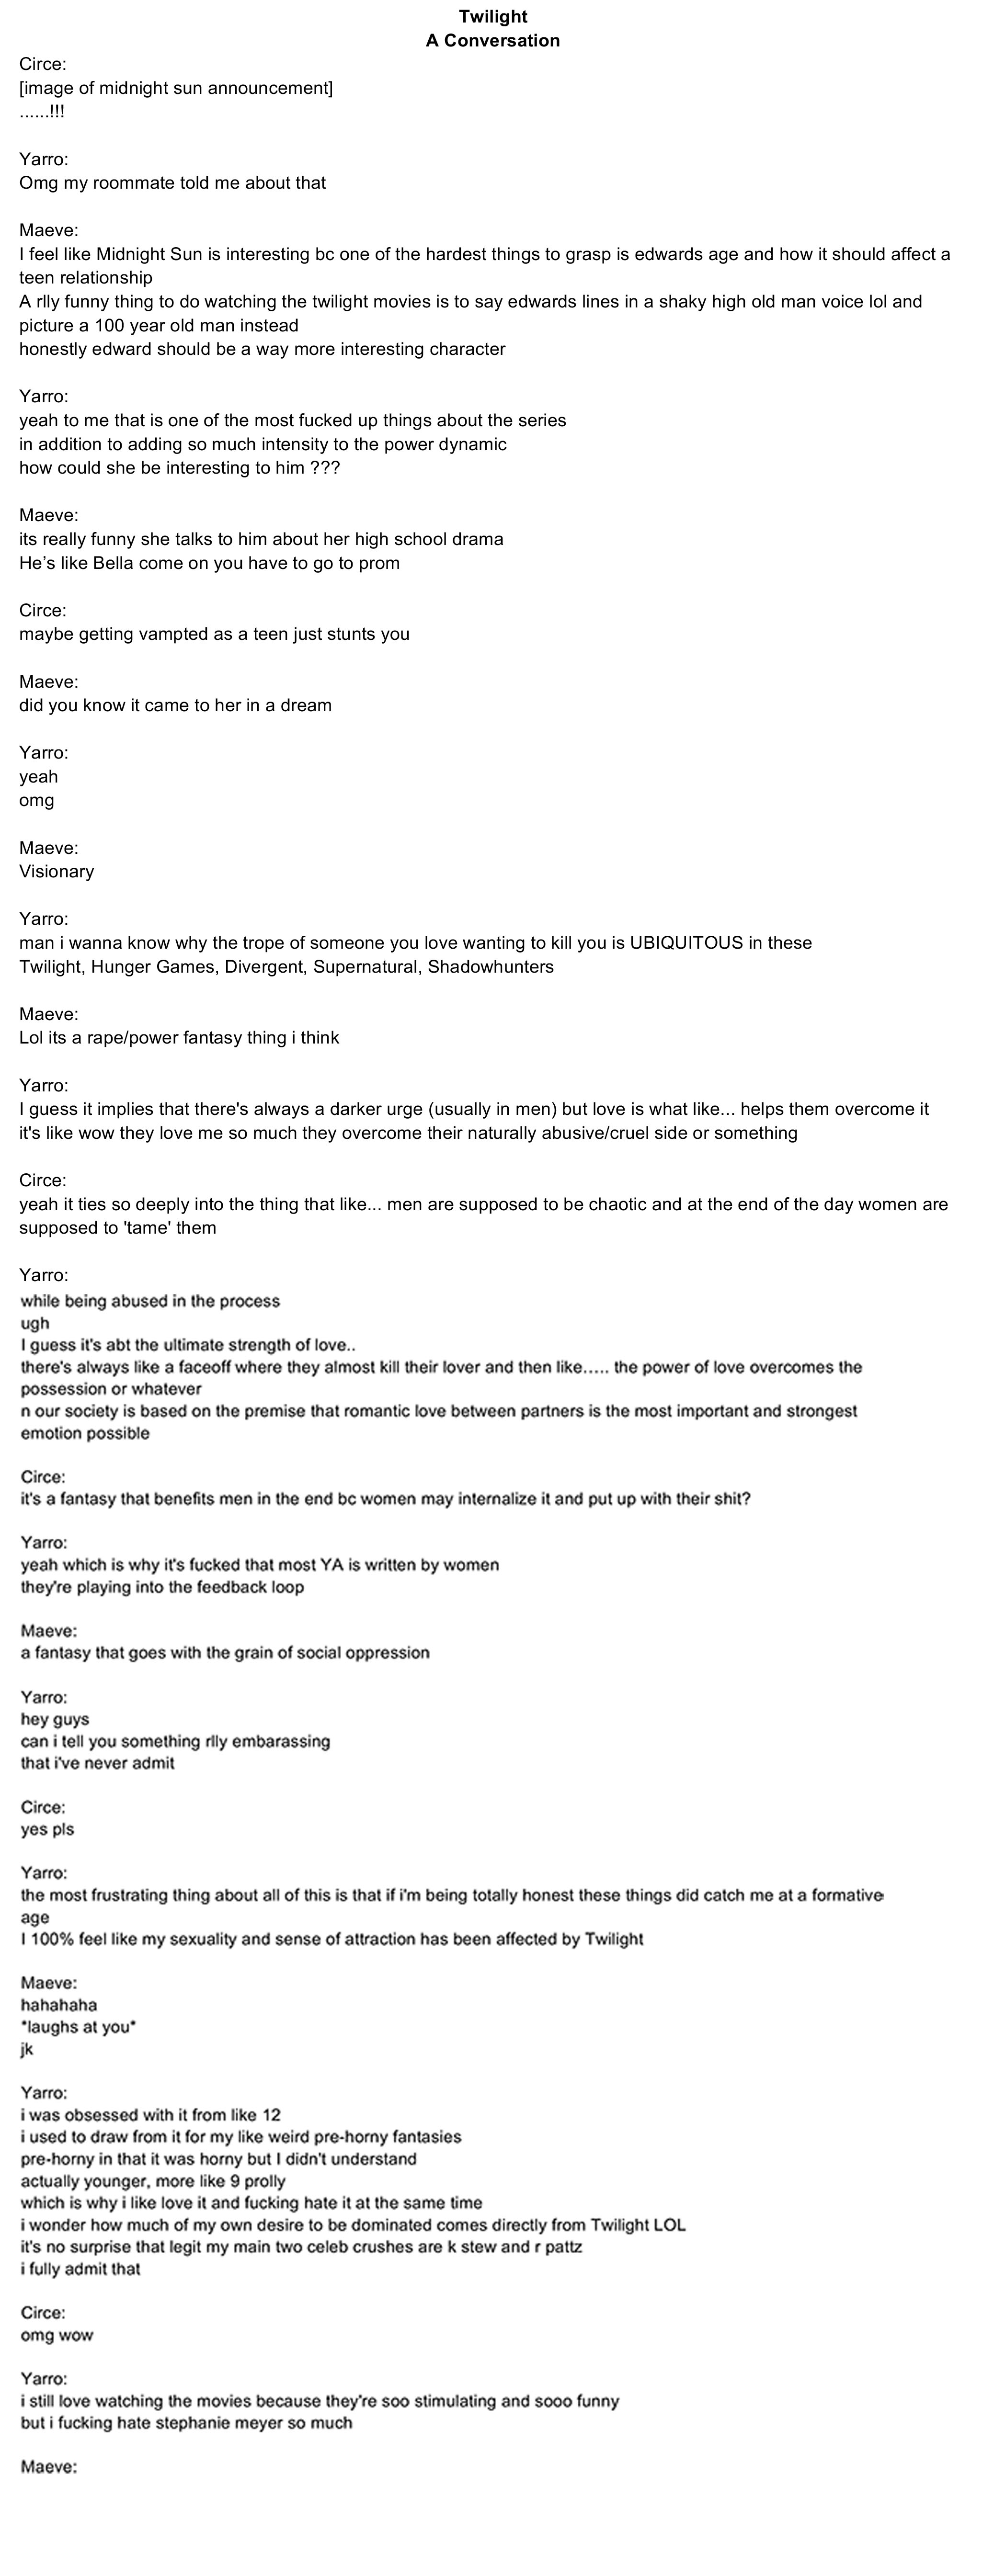 Twilight
A Conversation
Circe:
[image of midnight sun announcement]
......!!!
Yarro:
Omg my roommate told me about that
Maeve:
I feel like Midnight Sun is interesting bc one of the hardest things to grasp is edwards age and how it should affect a
teen relationship
A rlly funny thing to do watching the twilight movies is to say edwards lines in a shaky high old man voice lol and
picture a 100 year old man instead
honestly edward should be a way more interesting character
Yarro:
yeah to me that is one of the most fucked up things about the series
in addition to adding so much intensity to the power dynamic
how could she be interesting to him ???
Maeve:
its really funny she talks to him about her high school drama
He’s like Bella come on you have to go to prom
Circe:
maybe getting vampted as a teen just stunts you
Maeve:
did you know it came to her in a dream
Yarro:
yeah
omg
Maeve:
Visionary
Yarro:
man i wanna know why the trope of someone you love wanting to kill you is UBIQUITOUS in these
Twilight, Hunger Games, Divergent, Supernatural, Shadowhunters
Maeve:
Lol its a rape/power fantasy thing i think
Yarro:
I guess it implies that there's always a darker urge (usually in men) but love is what like... helps them overcome it
it's like wow they love me so much they overcome their naturally abusive/cruel side or something
Circe:
yeah it ties so deeply into the thing that like... men are supposed to be chaotic and at the end of the day women are
supposed to 'tame' them
Yarro:
while being abused in the process
ugh
I guess it's abt the ultimate strength of love..
there's always like a faceoff where they almost kill their lover and then like..... the power of love overcomes the
possession or whatever
n our society is based on the premise that romantic love between partners is the most important and strongest
emotion possible
Circe:
it's a fantasy that benefits men in the end bc women may internalize it and put up with their shit?
Yarro:
yeah which is why it's fucked that most YA is written by women
they're playing into the feedback loop
Maeve:
a fantasy that goes with the grain of social oppression
Yarro:
hey guys
can i tell you something rlly embarassing
that i've never admit
Circe:
yes pls
Yarro:
the most frustrating thing about all of this is that if i'm being totally honest these things did catch me at a formative
age
I 100% feel like my sexuality and sense of attraction has been affected by Twilight
Maeve:
hahahaha
*laughs at you*
jk
Yarro:
i was obsessed with it from like 12
i used to draw from it for my like weird pre-horny fantasies
pre-horny in that it was horny but I didn't understand
actually younger, more like 9 prolly
which is why i like love it and fucking hate it at the same time
i wonder how much of my own desire to be dominated comes directly from Twilight LOL
it's no surprise that legit my main two celeb crushes are k stew and r pattz
i fully admit that
Circe:
omg wow
Yarro:
i still love watching the movies because they're soo stimulating and sooo funny
but i fucking hate stephanie meyer so much
Maeve: